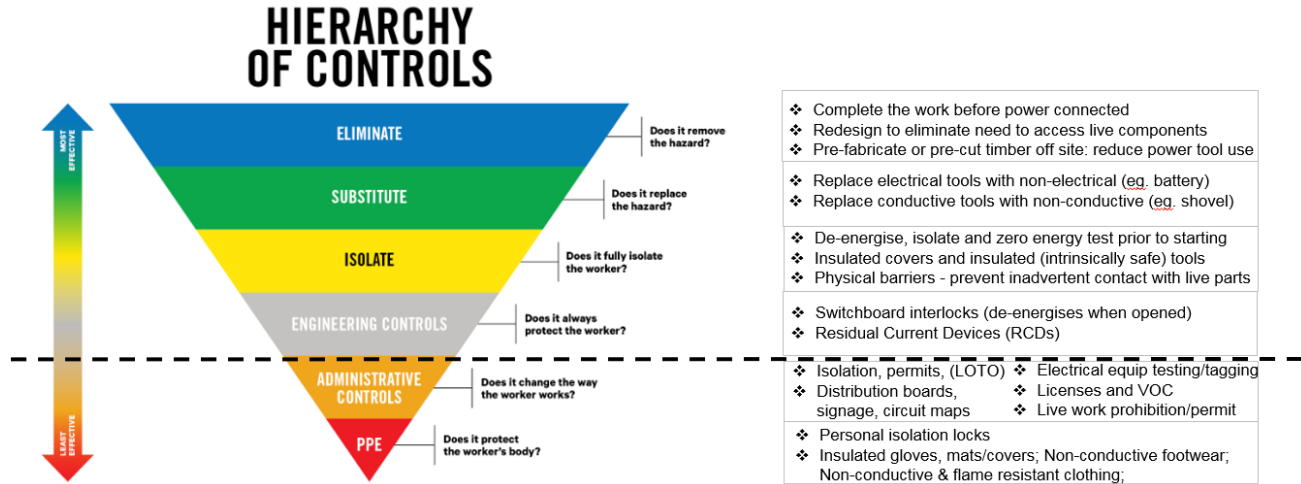 HIERARCHY
OF CONTROLS
MOST
EFFECTIVE
LEAST
EFFECTIVE
ELIMINATE
Does it remove
the hazard?
SUBSTITUTE
Does it replace
the hazard?
ISOLATE
Does it fully isolate
the worker?
ENGINEERING CONTROLS
Does it always
protect the worker?
ADMINISTRATIVE
CONTROLS
Does it change the way
the worker works?
PPE
Does it protect
the worker's body?
❖ Complete the work before power connected
❖ Redesign to eliminate need to access live components
❖ Pre-fabricate or pre-cut timber off site: reduce power tool use
❖ Replace electrical tools with non-electrical (eg. battery)
❖ Replace conductive tools with non-conductive (eg. shovel)
❖ De-energise, isolate and zero energy test prior to starting
❖ Insulated covers and insulated (intrinsically safe) tools
❖ Physical barriers - prevent inadvertent contact with live parts
❖ Switchboard interlocks (de-energises when opened)
❖ Residual Current Devices (RCDs)
❖ Isolation, permits, (LOTO)
❖ Distribution boards,
signage, circuit maps
❖ Electrical equip testing/tagging
❖ Licenses and VOC
❖ Live work prohibition/permit
❖ Personal isolation locks
❖ Insulated gloves, mats/covers; Non-conductive footwear;
Non-conductive & flame resistant clothing;